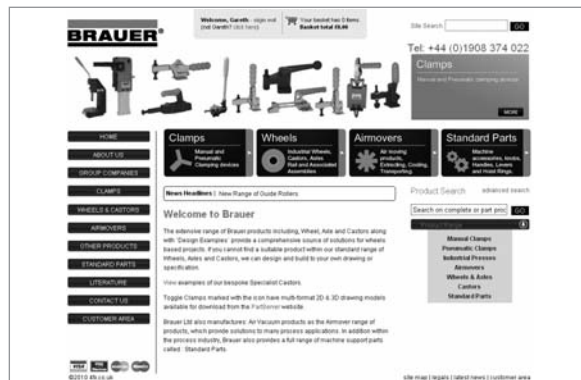 BRAUER®
Welcome, Gareth - sign out
(not Gareth? click here)
Your basket has 0 items
Basket total £0.00
Site Search
GO
Tel: +44 (0)1908 374 022
Clamps
Manual and Pneumatic clamping devices
MORE
HOME
ABOUT US
GROUP COMPANIES
CLAMPS
WHEELS & CASTORS
AIRMOVERS
OTHER PRODUCTS
STANDARD PARTS
LITERATURE
CONTACT US
CUSTOMER AREA
Clamps
Manual and
Pneumatic
Clamping devices
Wheels
Industrial Wheels,
Castors, Axles
Rail and Associated
Assemblies
Airmovers
Air moving
products,
Extracting, Cooling,
Transporting.
Standard Parts
Machine
accessories, knobs,
Handles, Levers
and Hoist Rings.
News Headlines | New Range of Guide Rollers
Welcome to Brauer
The extensive range of Brauer products including, Wheel, Axle and Castors along
with 'Design Examples' provide a comprehensive source of solutions for wheels
based projects. If you cannot find a suitable product within our standard range of
Wheels, Axles and Castors, we can design and build to your own drawing or
specification.
View examples of our bespoke Specialist Castors.
Toggle Clamps marked with the icon have multi-format 2D & 3D drawing models
available for download from the PartServer website.
Brauer Ltd also manufactures: Air Vacuum products as the Airmover range of
products, which provide solutions to many process applications. In addition within
the process industry, Brauer also provides a full range of machine support parts
called : Standard Parts.
Product Search
advanced search
Search on complete or part proc
GO
Product Range
Manual Clamps
Pneumatic Clamps
Industrial Presses
Airmovers
Wheels & Axles
Castors
Standard Parts
VISA
site map | legals | latest news | customer area